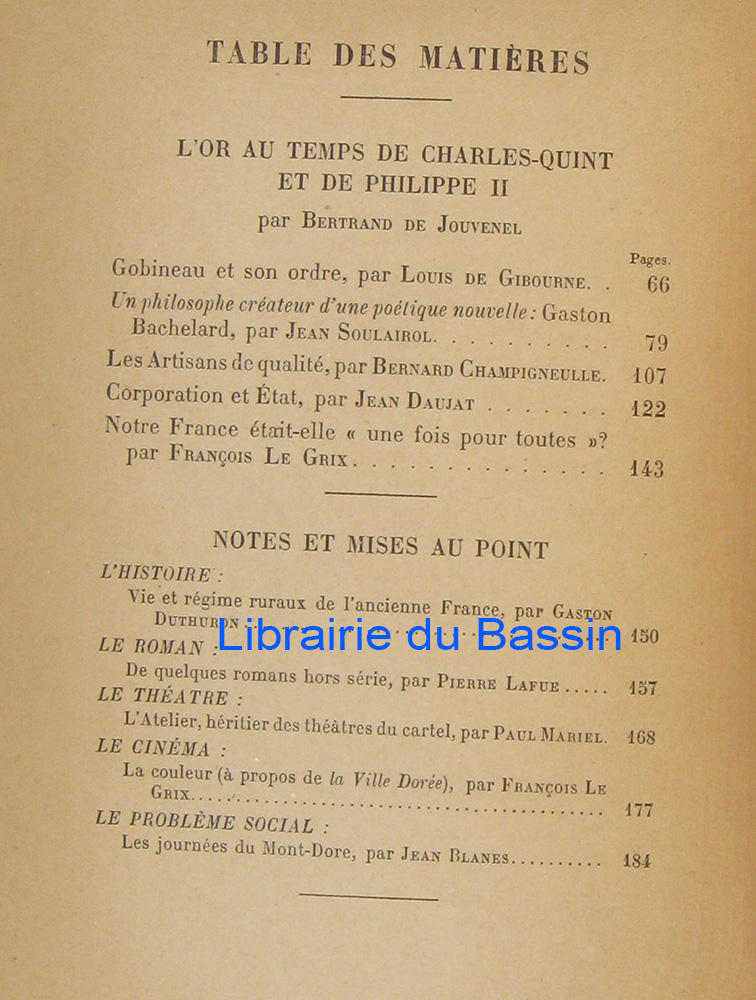 TABLE DES MATIÈRES
L'OR AU TEMPS DE CHARLES-QUINT
ET DE PHILIPPE II
par BERTRAND DE JOUVENEL
Pages.
Gobineau et son ordre, par LOUIS DE GIBOURNE. . 66
Un philosophe créateur d'une poétique nouvelle : Gaston
Bachelard, par JEAN SOULAIROL. . . . . . . . . . 79
Les Artisans de qualité, par BERNARD CHAMPIGNEULLE. 107
Corporation et État, par JEAN DAUJAT . . . . . . . 122
Notre France était-elle « une fois pour toutes »?
par FRANÇOIS LE GRIX. . . . . . . . . . . . . . . 143
NOTES ET MISES AU POINT
L'HISTOIRE :
Vie et régime ruraux de l'ancienne France, par GASTON
DUTHURON. . . . . . . . . . . . . . . . . . . . 150
Librairie du Bassin
LE ROMAN :
De quelques romans hors série, par PIERRE LAFUE ..... 157
LE THÉATRE :
L'Atelier, héritier des théâtres du cartel, par PAUL MARIEL. 168
LE CINÉMA :
La couleur (à propos de la Ville Dorée), par FRANÇOIS LE
GRIX............................................. 177
LE PROBLÈME SOCIAL :
Les journées du Mont-Dore, par JEAN BLANES.......... 184